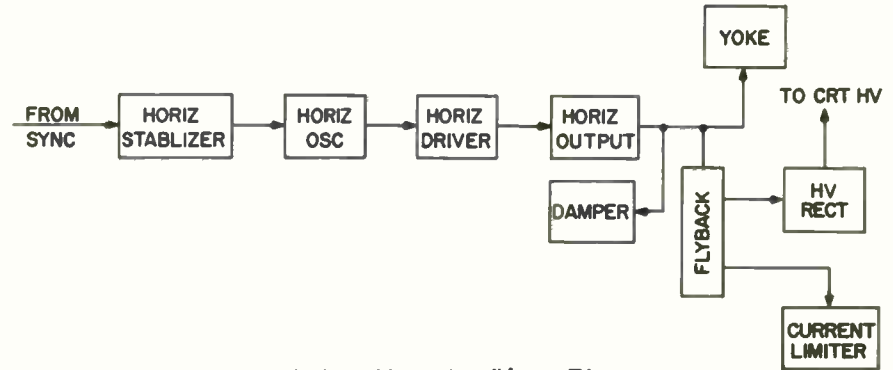 YOKE
TO CRT HV
FROM
SYNC
HORIZ
STABLIZER
HORIZ
OSC
HORIZ
DRIVER
HORIZ
OUTPUT
DAMPER
FLYBACK
HV
RECT
CURRENT
LIMITER